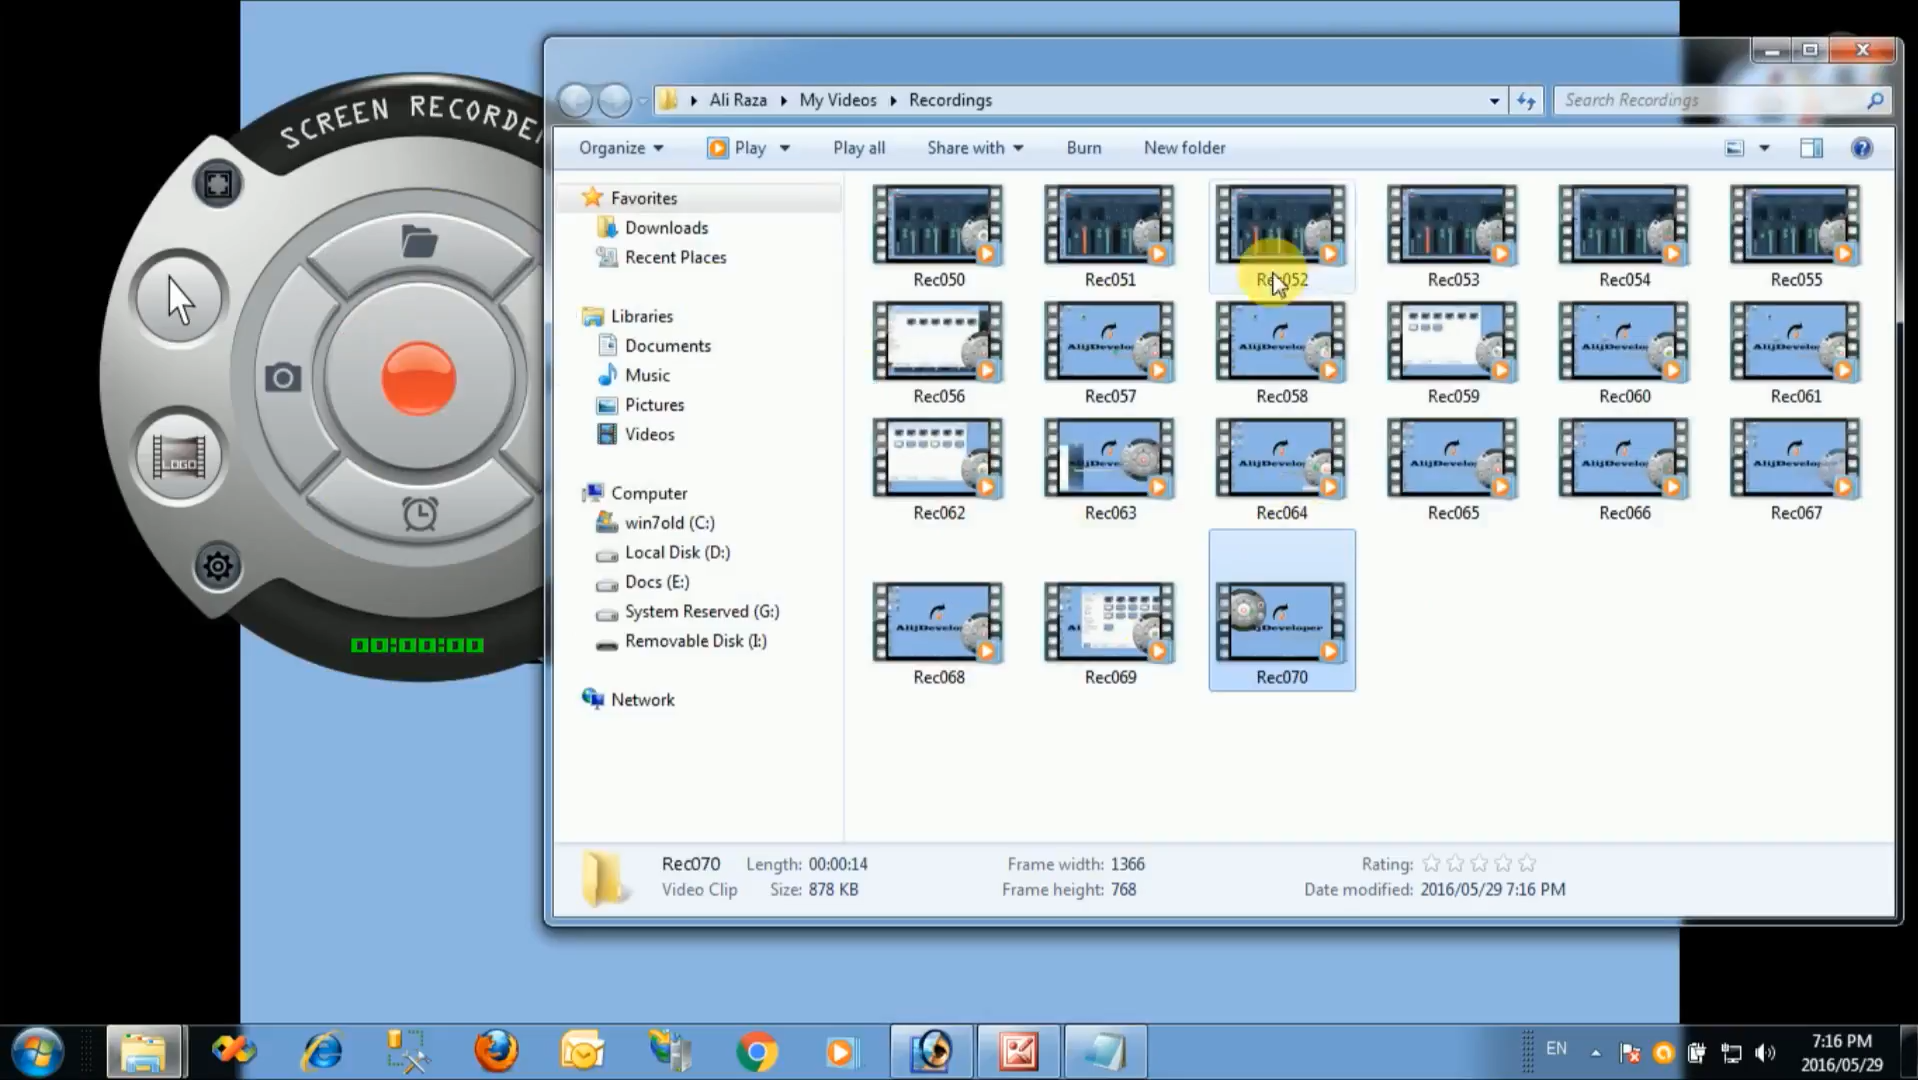 SCREEN RECORDER
LOGO
00:00:00
Ali Raza
My Videos
Recordings
Search Recordings
Organize
Play
Play all
Share with
Burn
New folder
Favorites
Downloads
Recent Places
Libraries
Documents
Music
Pictures
Videos
Computer
win7old (C:)
Local Disk (D:)
Docs (E:)
System Reserved (G:)
Removable Disk (I:)
Network
Rec050
Rec051
Rec052
Rec053
Rec054
Rec055
Rec056
Rec057
Rec058
Rec059
Rec060
Rec061
Rec062
Rec063
Rec064
Rec065
Rec066
Rec067
Rec068
Rec069
Rec070
Rec070 Length: 00:00:14 Frame width: 1366 Rating:
Video Clip Size: 878 KB Frame height: 768 Date modified: 2016/05/29 7:16 PM
EN
7:16 PM
2016/05/29